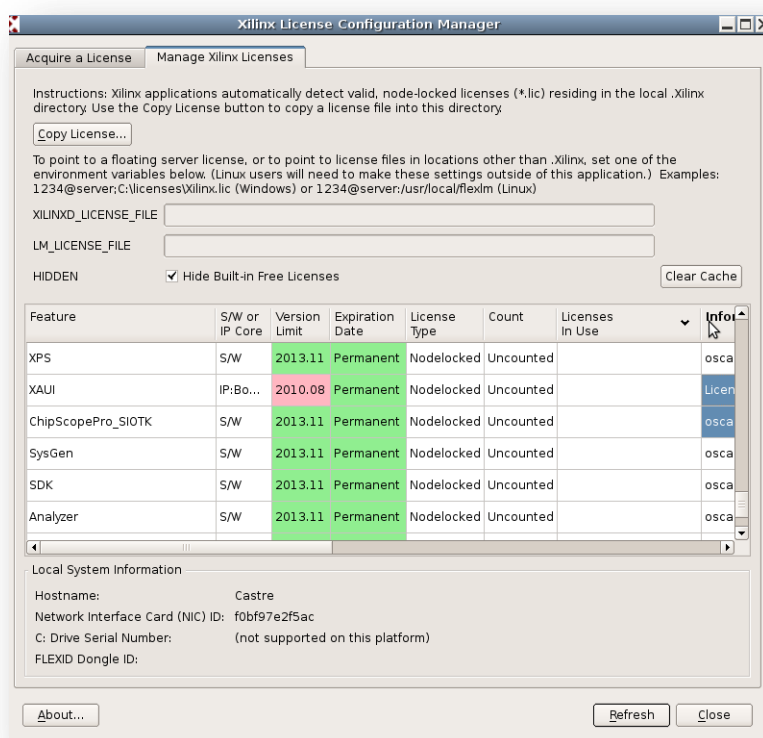 Xilinx License Configuration Manager
Acquire a License Manage Xilinx Licenses
Instructions: Xilinx applications automatically detect valid, node-locked licenses (*.lic) residing in the local .Xilinx
directory. Use the Copy License button to copy a license file into this directory.
Copy License...
To point to a floating server license, or to point to license files in locations other than .Xilinx, set one of the
environment variables below. (Linux users will need to make these settings outside of this application.) Examples:
1234@server;C:\licenses\Xilinx.lic (Windows) or 1234@server:/usr/local/flexlm (Linux)
XILINXD_LICENSE_FILE
LM_LICENSE_FILE
HIDDEN Hide Built-in Free Licenses Clear Cache
Feature S/W or Version Expiration License Count Licenses Infor
IP Core Limit Date Type In Use
XPS S/W 2013.11 Permanent Nodelocked Uncounted osca
XAUI IP:Bo... 2010.08 Permanent Nodelocked Uncounted Licen
ChipScopePro_SIOTK S/W 2013.11 Permanent Nodelocked Uncounted osca
SysGen S/W 2013.11 Permanent Nodelocked Uncounted osca
SDK S/W 2013.11 Permanent Nodelocked Uncounted osca
Analyzer S/W 2013.11 Permanent Nodelocked Uncounted osca
Local System Information
Hostname: Castre
Network Interface Card (NIC) ID: f0bf97e2f5ac
C: Drive Serial Number: (not supported on this platform)
FLEXID Dongle ID:
About... Refresh Close